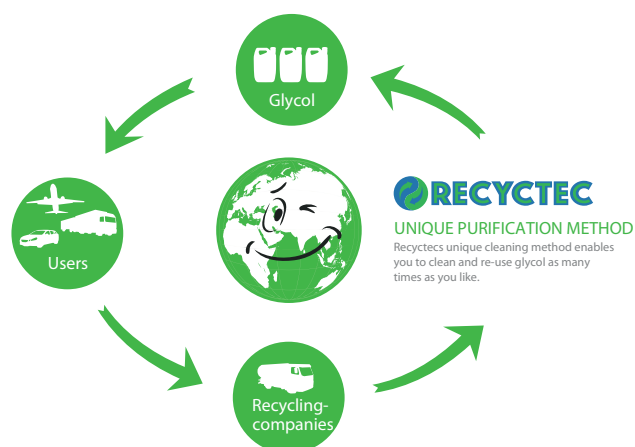 Glycol
RECYCTEC
UNIQUE PURIFICATION METHOD
Recyctecs unique cleaning method enables
you to clean and re-use glycol as many
times as you like.
Users
Recycling-
companies